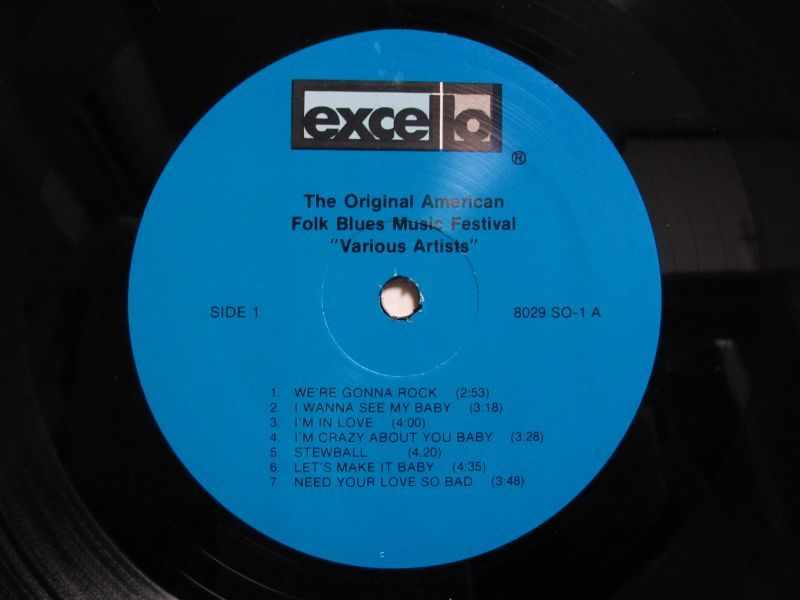 excello
®
The Original American
Folk Blues Music Festival
"Various Artists"
SIDE 1 8029 SO-1 A
1. WE'RE GONNA ROCK (2:53)
2. I WANNA SEE MY BABY (3:18)
3. I'M IN LOVE (4:00)
4. I'M CRAZY ABOUT YOU BABY (3:28)
5. STEWBALL (4.20)
6. LET'S MAKE IT BABY (4:35)
7 NEED YOUR LOVE SO BAD (3:48)